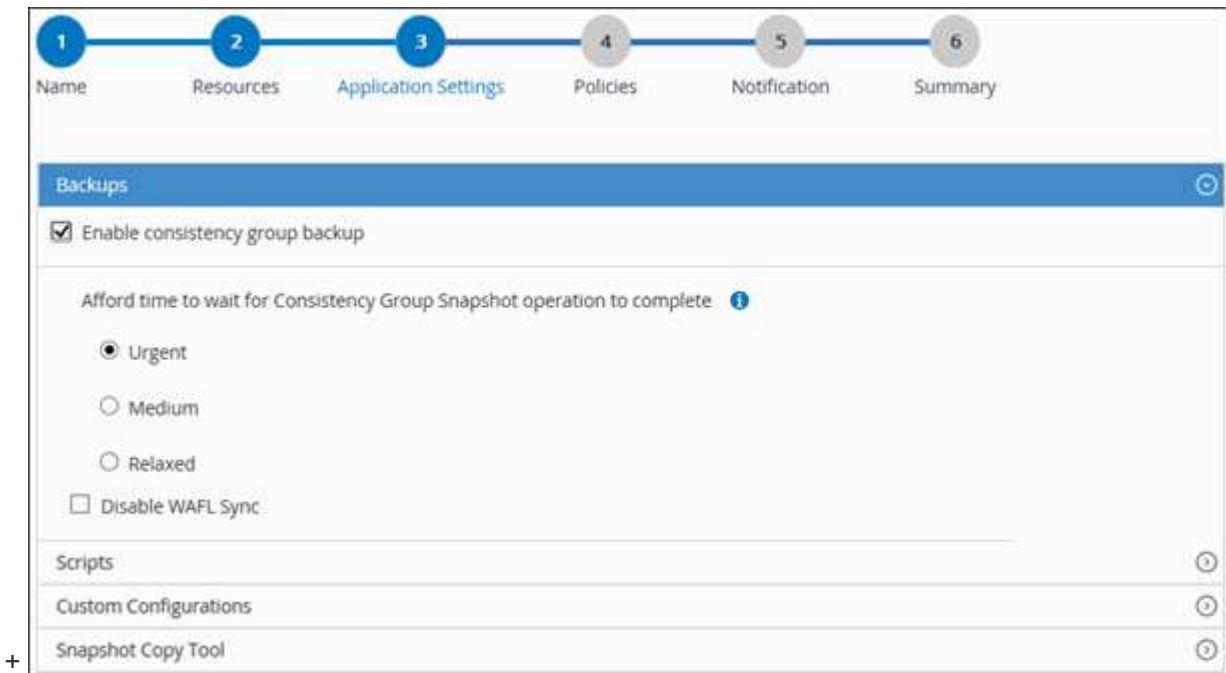 1 2 3 4 5 6
Name Resources Application Settings Policies Notification Summary
Backups
Enable consistency group backup
Afford time to wait for Consistency Group Snapshot operation to complete i
Urgent
Medium
Relaxed
Disable WAFL Sync
Scripts
Custom Configurations
Snapshot Copy Tool
+